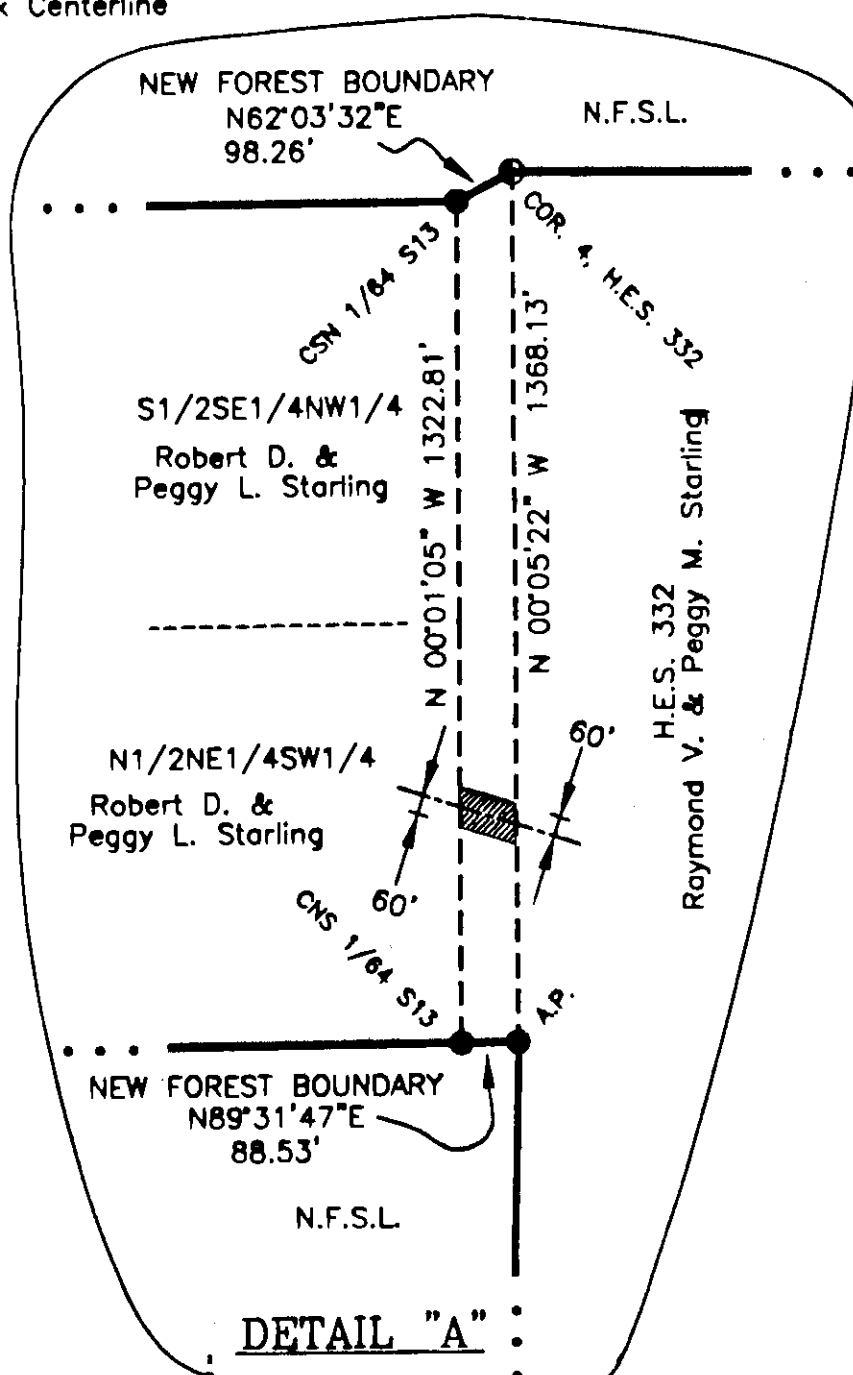 Centerline
NEW FOREST BOUNDARY
N62°03'32"E
98.26'
N.F.S.L.
CSN 1/64 S13
COR. 4, H.E.S. 332
N 00°01'05" W 1322.81'
N 00°05'22" W 1368.13'
S1/2SE1/4NW1/4
Robert D. &
Peggy L. Starling
H.E.S. 332
Raymond V. & Peggy M. Starling
N1/2NE1/4SW1/4
Robert D. &
Peggy L. Starling
60'
60'
CNS 1/64 S13
A.P.
NEW FOREST BOUNDARY
N89°31'47"E
88.53'
N.F.S.L.
DETAIL "A"